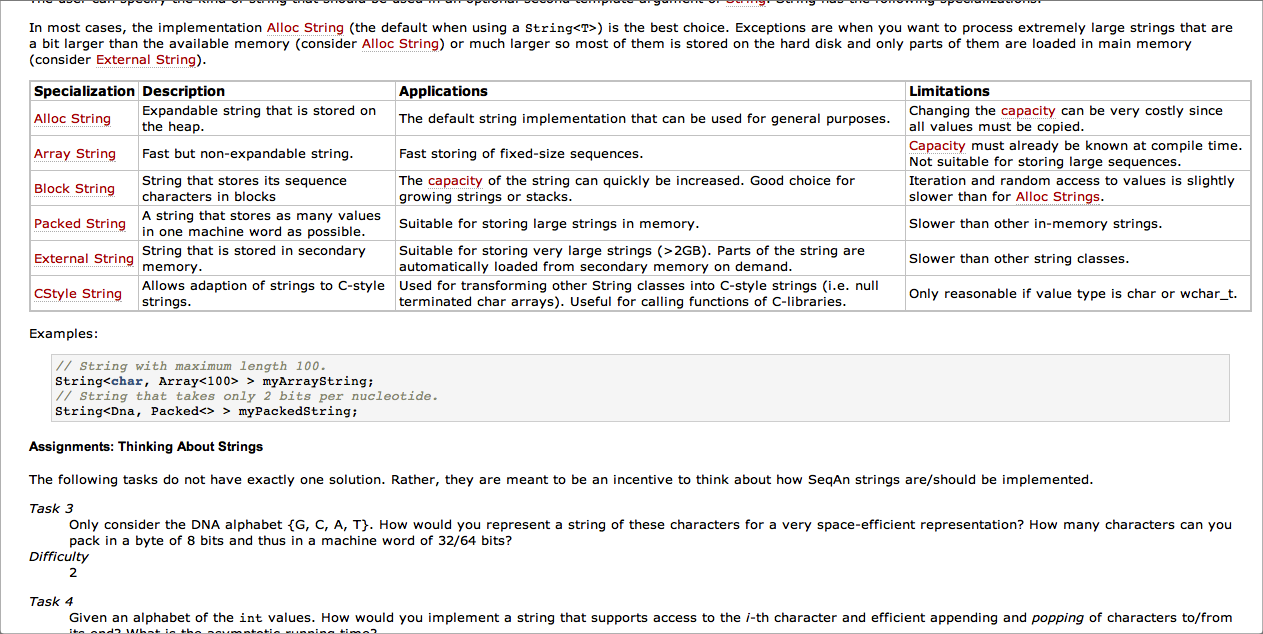 In most cases, the implementation Alloc String (the default when using a String<T>) is the best choice. Exceptions are when you want to process extremely large strings that are
a bit larger than the available memory (consider Alloc String) or much larger so most of them is stored on the hard disk and only parts of them are loaded in main memory
(consider External String).
Specialization Description Applications Limitations
Alloc String Expandable string that is stored on the heap. The default string implementation that can be used for general purposes. Changing the capacity can be very costly since all values must be copied.
Array String Fast but non-expandable string. Fast storing of fixed-size sequences. Capacity must already be known at compile time. Not suitable for storing large sequences.
Block String String that stores its sequence characters in blocks The capacity of the string can quickly be increased. Good choice for growing strings or stacks. Iteration and random access to values is slightly slower than for Alloc Strings.
Packed String A string that stores as many values in one machine word as possible. Suitable for storing large strings in memory. Slower than other in-memory strings.
External String String that is stored in secondary memory. Suitable for storing very large strings (>2GB). Parts of the string are automatically loaded from secondary memory on demand. Slower than other string classes.
CStyle String Allows adaption of strings to C-style strings. Used for transforming other String classes into C-style strings (i.e. null terminated char arrays). Useful for calling functions of C-libraries. Only reasonable if value type is char or wchar_t.
Examples:
// String with maximum length 100.
String<char, Array<100> > myArrayString;
// String that takes only 2 bits per nucleotide.
String<Dna, Packed<> > myPackedString;
Assignments: Thinking About Strings
The following tasks do not have exactly one solution. Rather, they are meant to be an incentive to think about how SeqAn strings are/should be implemented.
Task 3
Only consider the DNA alphabet {G, C, A, T}. How would you represent a string of these characters for a very space-efficient representation? How many characters can you
pack in a byte of 8 bits and thus in a machine word of 32/64 bits?
Difficulty
2
Task 4
Given an alphabet of the int values. How would you implement a string that supports access to the i-th character and efficient appending and popping of characters to/from
its end? What is the asymptotic running time?